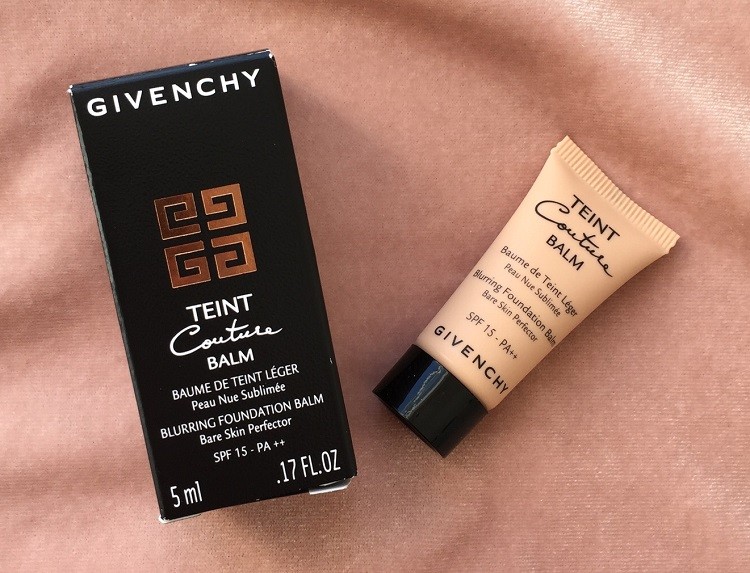 GIVENCHY
TEINT
Couture
BALM
BAUME DE TEINT LÉGER
Peau Nue Sublimée
BLURRING FOUNDATION BALM
Bare Skin Perfector
SPF 15 - PA ++
5 ml .17 FL.OZ
TEINT
Couture
BALM
Baume de Teint Léger
Peau Nue Sublimée
Blurring Foundation Balm
Bare Skin Perfector
SPF 15 - PA++
GIVENCHY